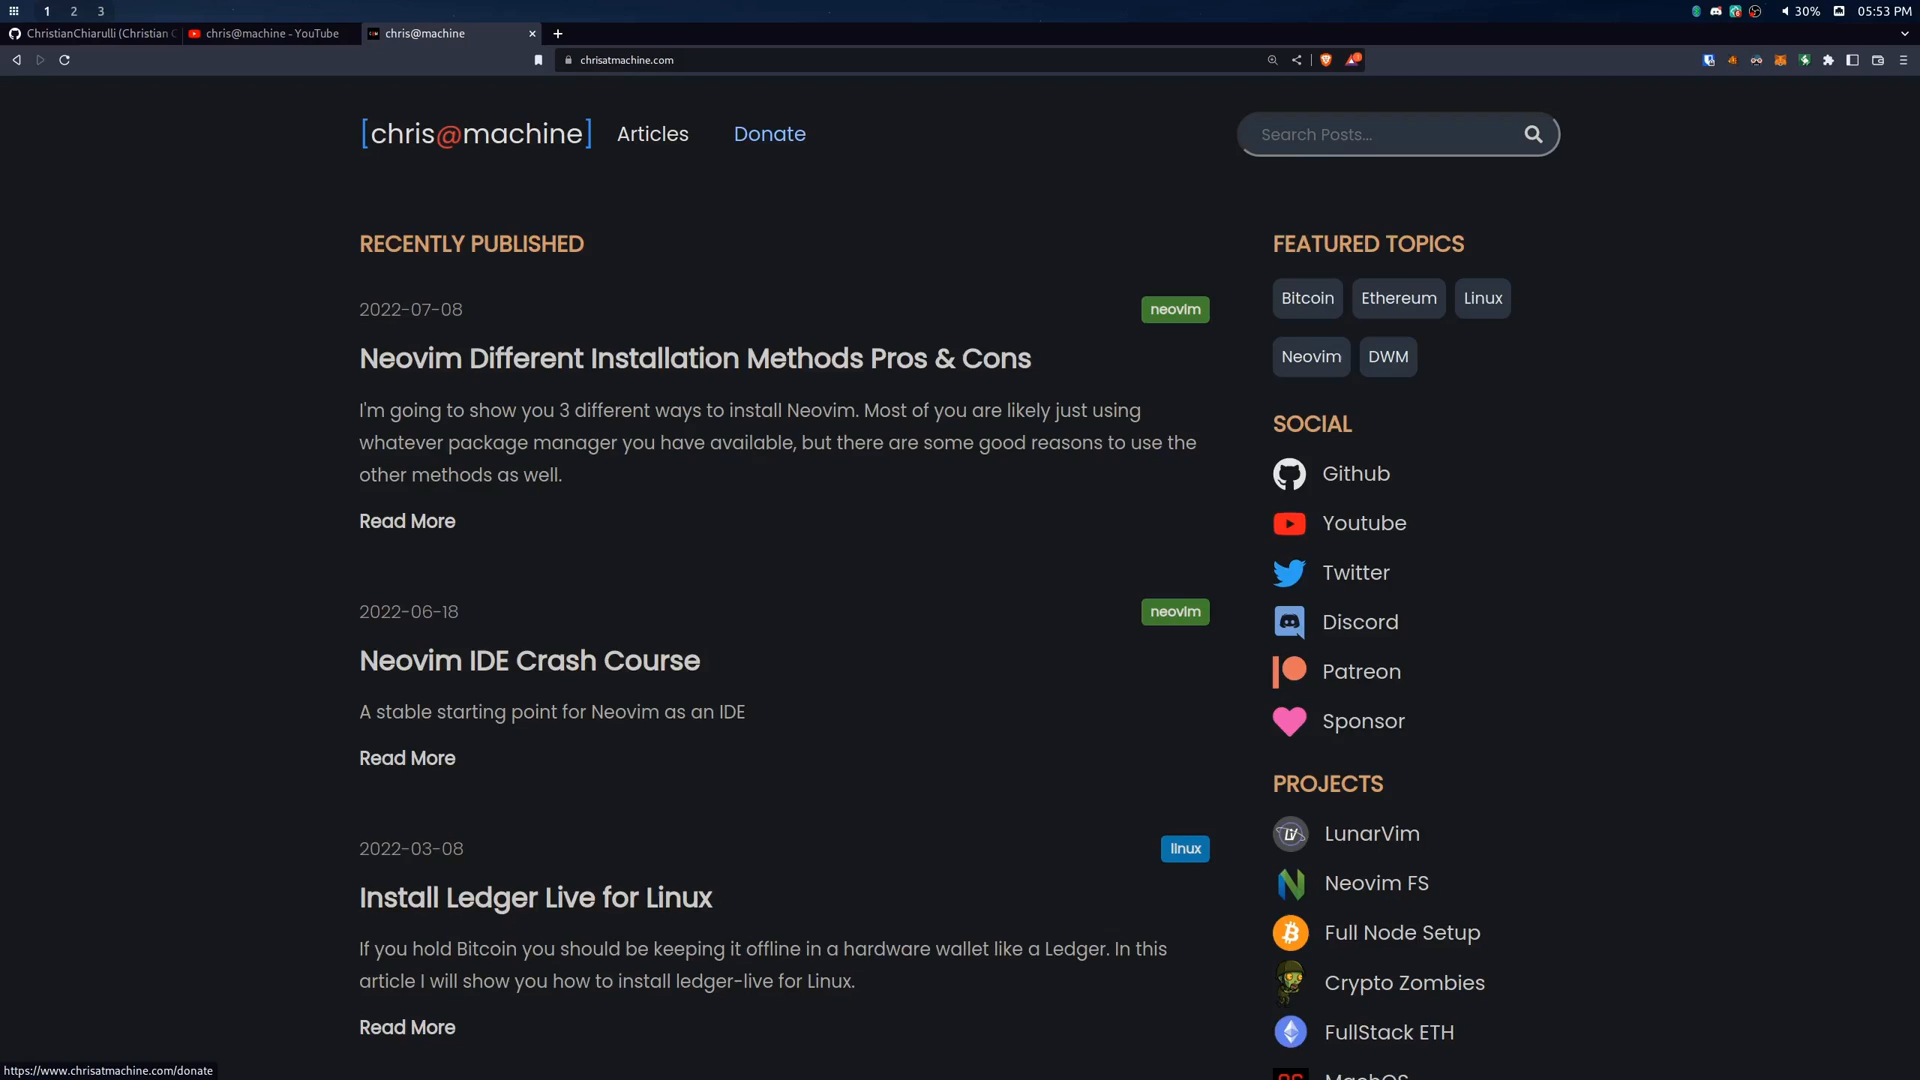 1 2 3
30% 05:53 PM
ChristianChiarulli (Christian C
chris@machine - YouTube
chris@machine
chrisatmachine.com
[chris@machine]
Articles
Donate
Search Posts...
RECENTLY PUBLISHED
2022-07-08
neovim
Neovim Different Installation Methods Pros & Cons
I'm going to show you 3 different ways to install Neovim. Most of you are likely just using
whatever package manager you have available, but there are some good reasons to use the
other methods as well.
Read More
2022-06-18
neovim
Neovim IDE Crash Course
A stable starting point for Neovim as an IDE
Read More
2022-03-08
linux
Install Ledger Live for Linux
If you hold Bitcoin you should be keeping it offline in a hardware wallet like a Ledger. In this
article I will show you how to install ledger-live for Linux.
Read More
FEATURED TOPICS
Bitcoin Ethereum Linux
Neovim DWM
SOCIAL
Github
Youtube
Twitter
Discord
Patreon
Sponsor
PROJECTS
LunarVim
Neovim FS
Full Node Setup
Crypto Zombies
FullStack ETH
https://www.chrisatmachine.com/donate